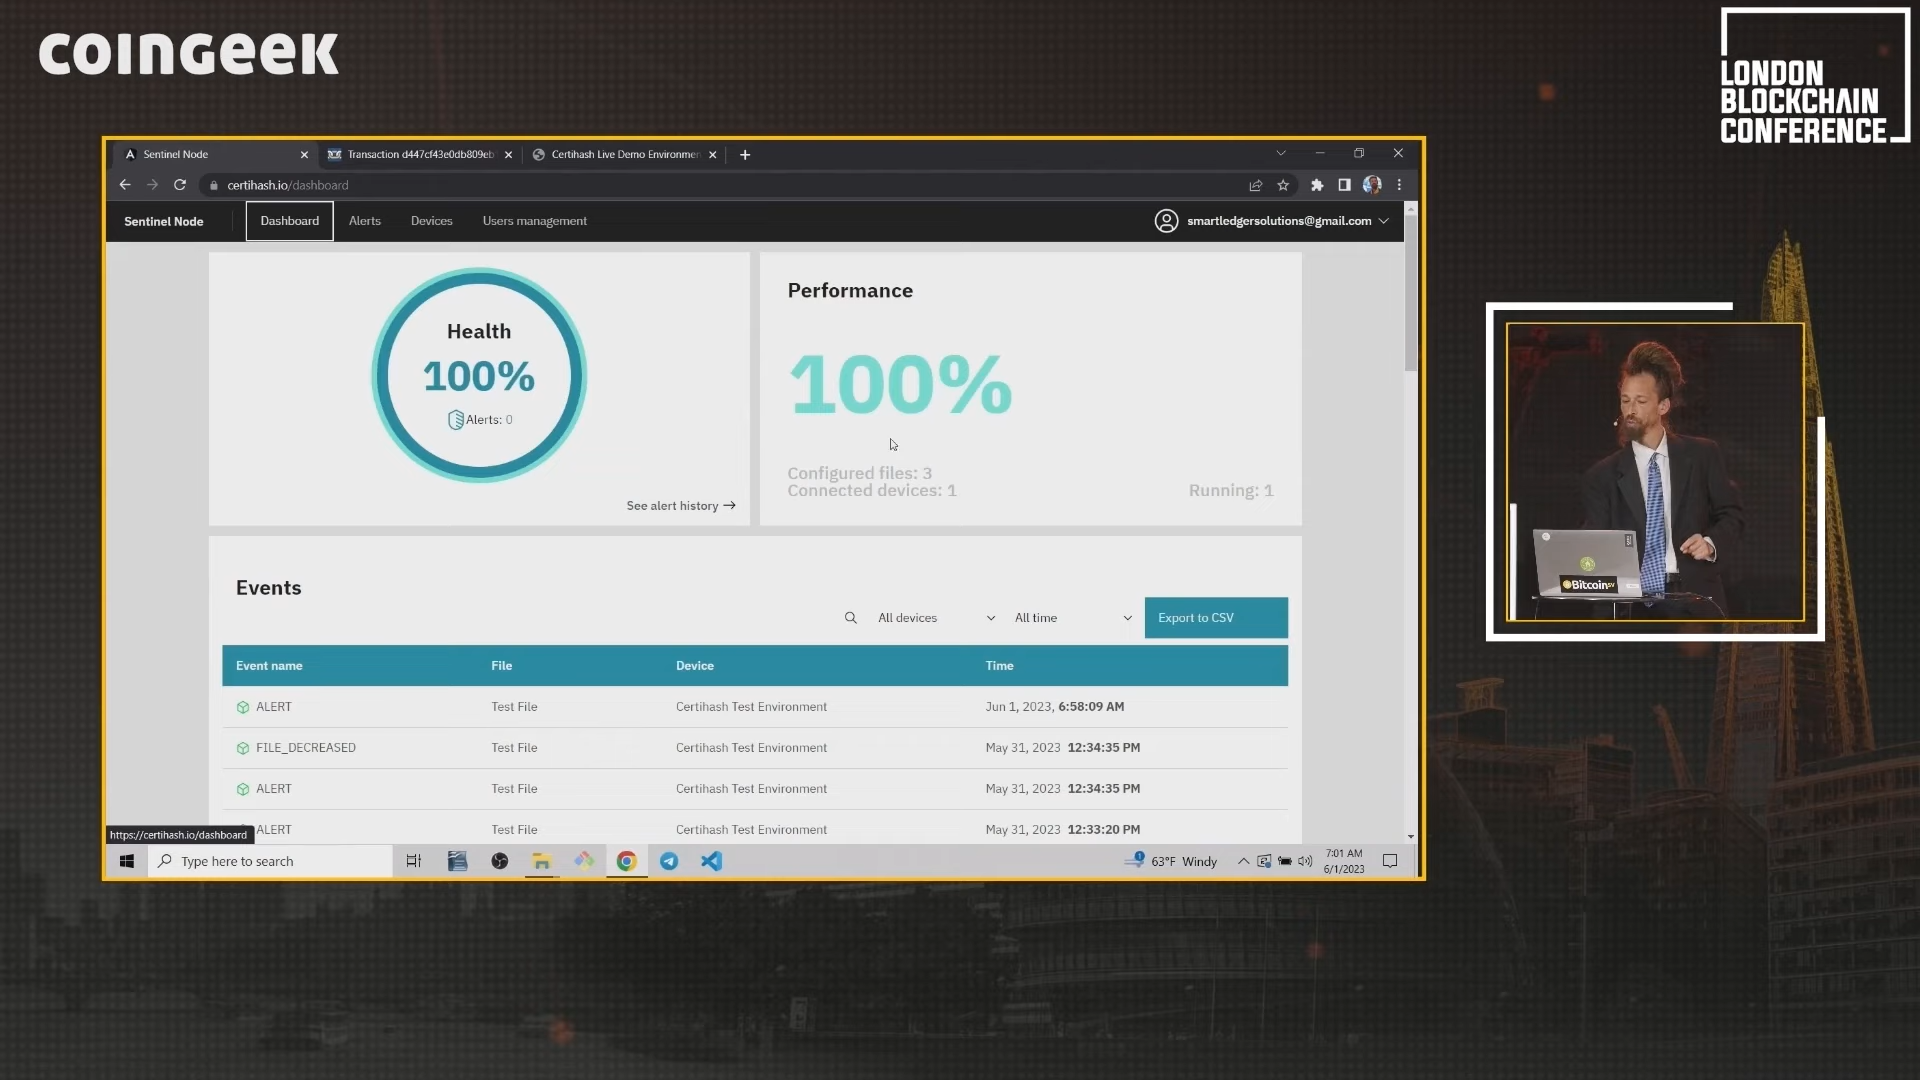 COINGEEK
LONDON
BLOCKCHAIN
CONFERENCE
Sentinel Node
Transaction d447cf43e0db809eb
Certihash Live Demo Environmen
certihash.io/dashboard
Sentinel Node
Dashboard
Alerts
Devices
Users management
smartledgersolutions@gmail.com
Health
100%
Alerts: 0
See alert history →
Performance
100%
Configured files: 3
Connected devices: 1
Running: 1
Events
All devices
All time
Export to CSV
Event name File Device Time
ALERT Test File Certihash Test Environment Jun 1, 2023, 6:58:09 AM
FILE_DECREASED Test File Certihash Test Environment May 31, 2023 12:34:35 PM
ALERT Test File Certihash Test Environment May 31, 2023 12:34:35 PM
ALERT Test File Certihash Test Environment May 31, 2023 12:33:20 PM
https://certihash.io/dashboard
Type here to search
63°F Windy
7:01 AM
6/1/2023
BitcoinSV